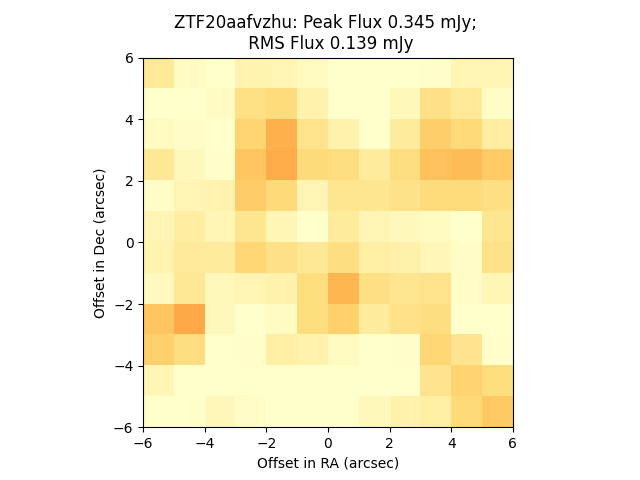 ZTF20aafvzhu: Peak Flux 0.345 mJy;
RMS Flux 0.139 mJy
6
4
2
0
−2
−4
−6
Offset in Dec (arcsec)
−6 −4 −2 0 2 4 6
Offset in RA (arcsec)